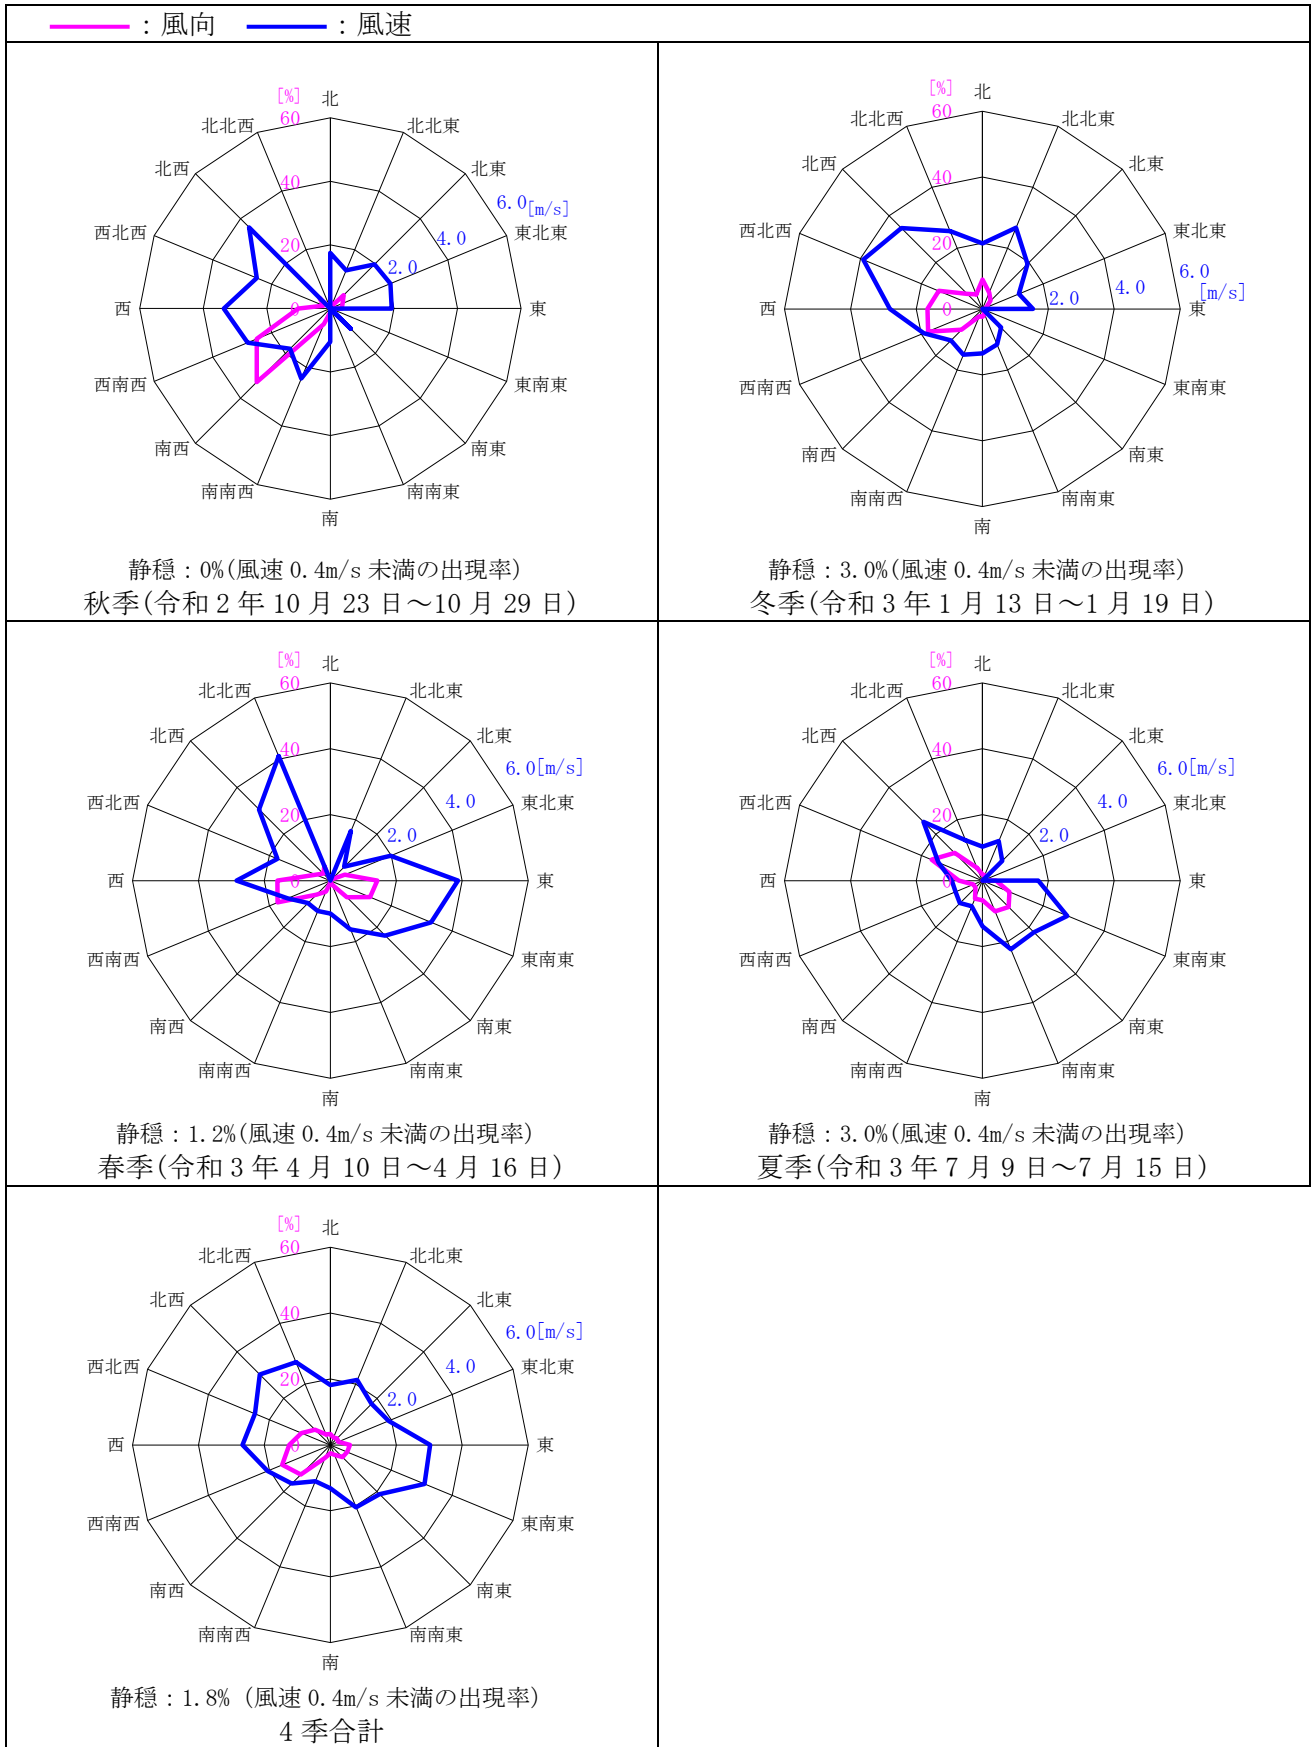 ：風向　：風速
[%]
北
60
北北西
北北東
北西
北東
40
6.0[m/s]
西北西
東北東
4.0
20
2.0
西
0
東
西南西
東南東
南西
南東
南南西
南南東
南
静穏：0%(風速 0.4m/s 未満の出現率)
秋季(令和 2 年 10 月 23 日～10 月 29 日)
[%]
北
60
北北西
北北東
北西
北東
40
西北西
東北東
20
6.0
[m/s]
4.0
2.0
西
0
東
西南西
東南東
南西
南東
南南西
南南東
南
静穏：3.0%(風速 0.4m/s 未満の出現率)
冬季(令和 3 年 1 月 13 日～1 月 19 日)
[%]
北
60
北北西
北北東
北西
北東
40
6.0[m/s]
西北西
東北東
4.0
20
2.0
西
0
東
西南西
東南東
南西
南東
南南西
南南東
南
静穏：1.2%(風速 0.4m/s 未満の出現率)
春季(令和 3 年 4 月 10 日～4 月 16 日)
[%]
北
60
北北西
北北東
北西
北東
40
6.0[m/s]
西北西
東北東
4.0
20
2.0
西
0
東
西南西
東南東
南西
南東
南南西
南南東
南
静穏：3.0%(風速 0.4m/s 未満の出現率)
夏季(令和 3 年 7 月 9 日～7 月 15 日)
[%]
北
60
北北西
北北東
北西
北東
40
6.0[m/s]
西北西
東北東
4.0
20
2.0
西
0
東
西南西
東南東
南西
南東
南南西
南南東
南
静穏：1.8% (風速 0.4m/s 未満の出現率)
4 季合計